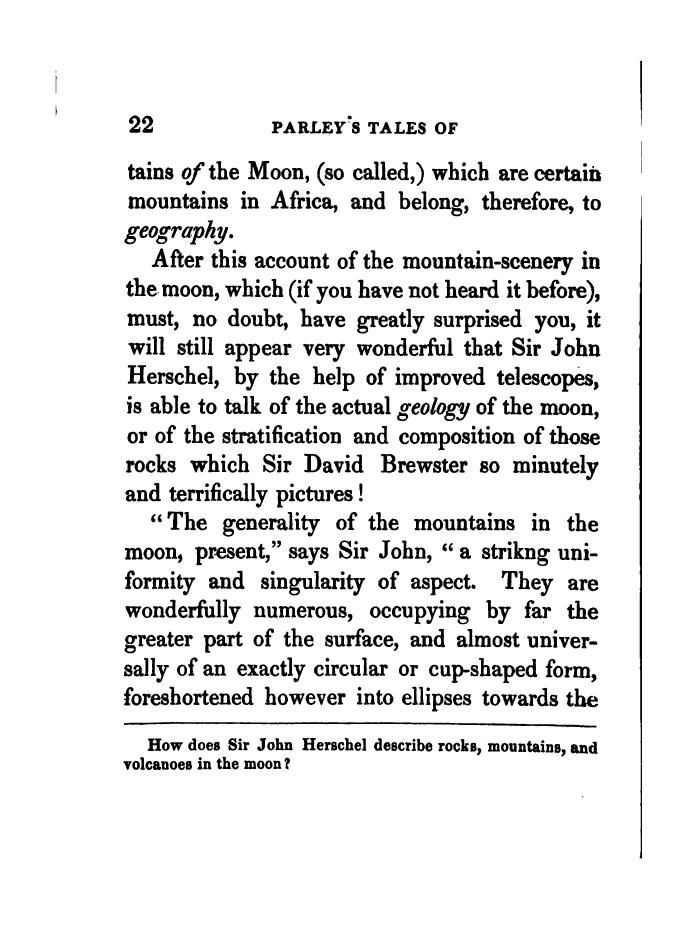 22 PARLEY'S TALES OF
tains of the Moon, (so called,) which are certain
mountains in Africa, and belong, therefore, to
geography.
After this account of the mountain-scenery in
the moon, which (if you have not heard it before),
must, no doubt, have greatly surprised you, it
will still appear very wonderful that Sir John
Herschel, by the help of improved telescopes,
is able to talk of the actual geology of the moon,
or of the stratification and composition of those
rocks which Sir David Brewster so minutely
and terrifically pictures!
"The generality of the mountains in the
moon, present," says Sir John, "a strikng uni-
formity and singularity of aspect. They are
wonderfully numerous, occupying by far the
greater part of the surface, and almost univer-
sally of an exactly circular or cup-shaped form,
foreshortened however into ellipses towards the
How does Sir John Herschel describe rocks, mountains, and
volcanoes in the moon?